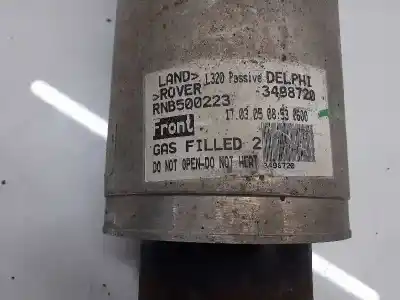 LAND> L320 Passive DELPHI
>ROVER 3498720
RNB500223
17.03.05 08:53 0600
Front
GAS FILLED 2
DO NOT OPEN-DO NOT HEAT
3498720